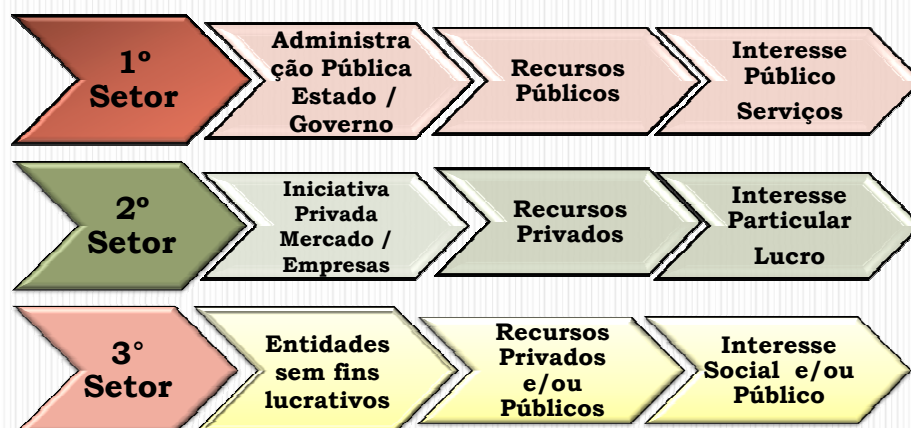 1º
Setor
Administra
ção Pública
Estado /
Governo
Recursos
Públicos
Interesse
Público
Serviços
2º
Setor
Iniciativa
Privada
Mercado /
Empresas
Recursos
Privados
Interesse
Particular
Lucro
3°
Setor
Entidades
sem fins
lucrativos
Recursos
Privados
e/ou
Públicos
Interesse
Social e/ou
Público